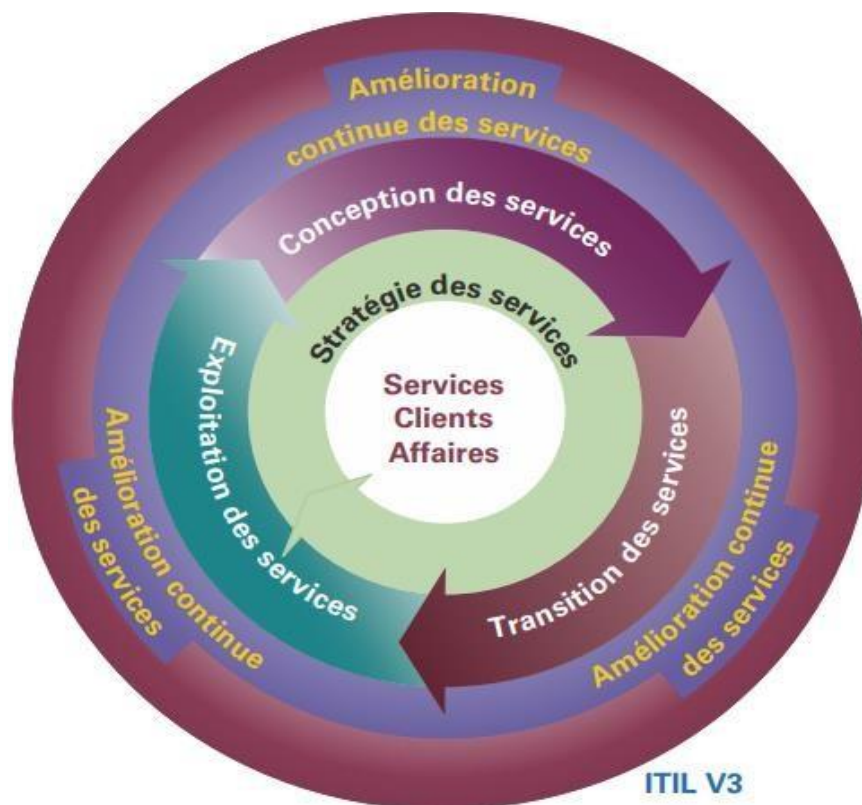 Amélioration
continue des services
Conception des services
Stratégie des services
Services
Clients
Affaires
Exploitation des services
Transition des services
Amélioration continue
des services
Amélioration continue
des services
ITIL V3